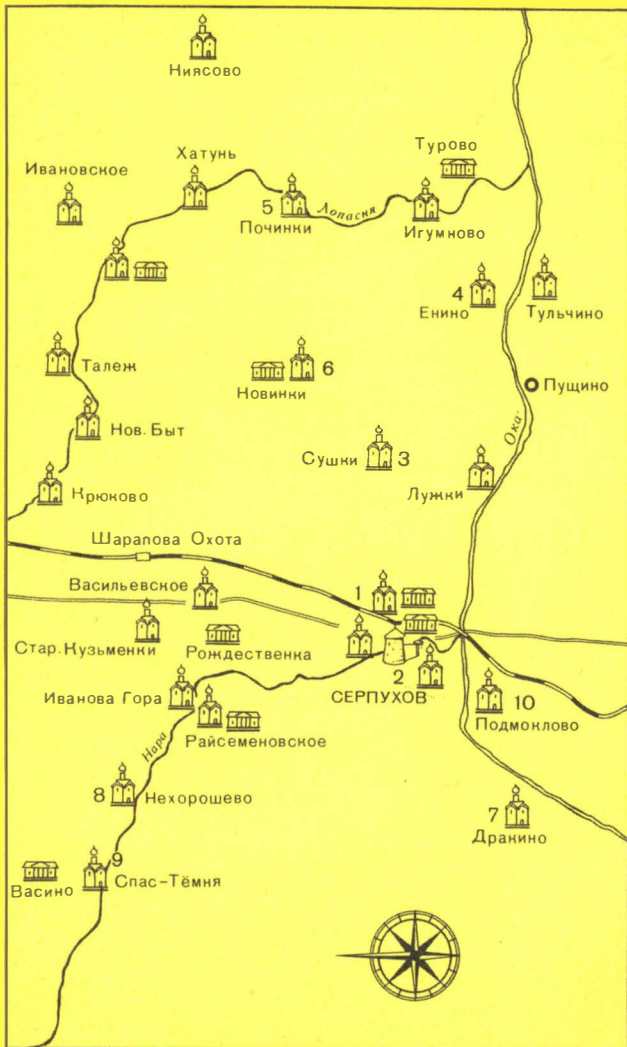 Ниясово
Хатунь
Турово
Ивановское
5
Лопасня
Починки
Игумново
4
Енино
Тульчино
Талеж
6
Новинки
Пущино
Нов. Быт
Ока
Сушки
3
Лужки
Крюково
Шарапова Охота
Васильевское
1
Стар. Кузьменки
Рождественка
2
СЕРПУХОВ
Иванова Гора
10
Подмоклово
Райсеменовское
Нара
8
Нехорошево
7
Дракино
9
Васино
Спас-Тёмня